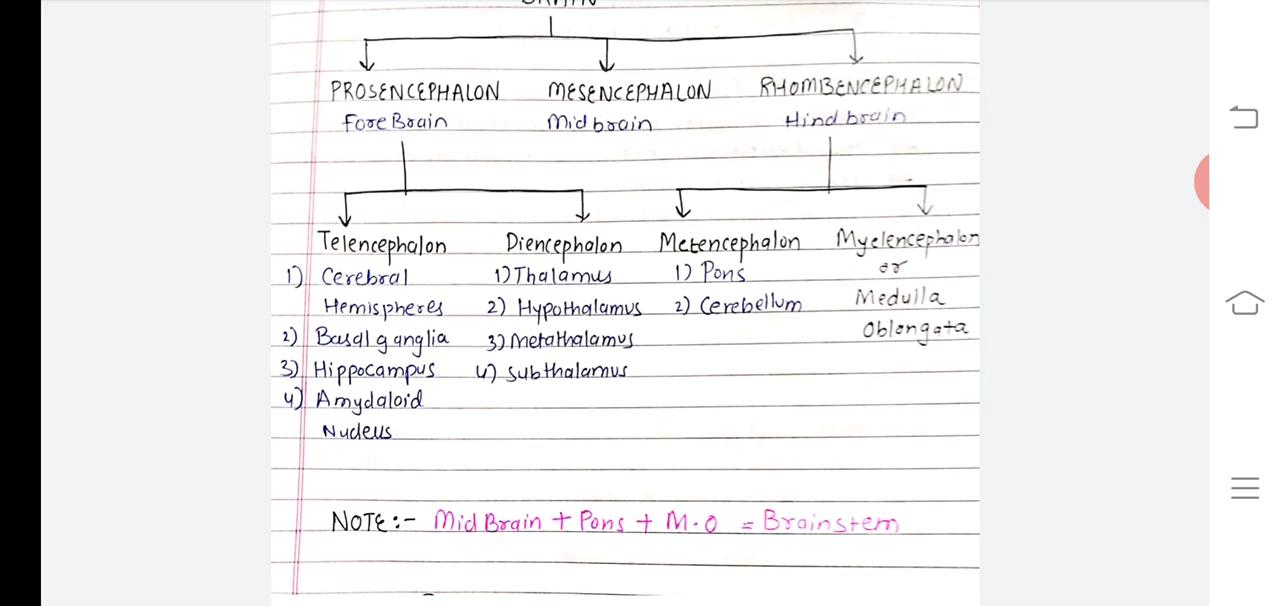 BRAIN
PROSENCEPHALON MESENCEPHALON RHOMBENCEPHALON
Fore Brain Mid brain Hind brain
Telencephalon Diencephalon Metencephalon Myelencephalon
1) Cerebral 1) Thalamus 1) Pons or
Hemispheres 2) Hypothalamus 2) Cerebellum Medulla
2) Basal ganglia 3) Metathalamus Oblongata
3) Hippocampus 4) Subthalamus
4) Amydaloid
Nucleus
NOTE:- Mid Brain + Pons + M.O = Brainstem